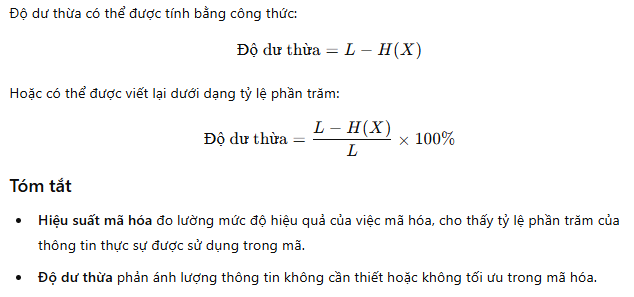 Độ dư thừa có thể được tính bằng công thức:
Độ dư thừa = L − H(X)
Hoặc có thể được viết lại dưới dạng tỷ lệ phần trăm:
Độ dư thừa = \frac{L − H(X)}{L} × 100%
Tóm tắt
• Hiệu suất mã hóa đo lường mức độ hiệu quả của việc mã hóa, cho thấy tỷ lệ phần trăm của
thông tin thực sự được sử dụng trong mã.
• Độ dư thừa phản ánh lượng thông tin không cần thiết hoặc không tối ưu trong mã hóa.